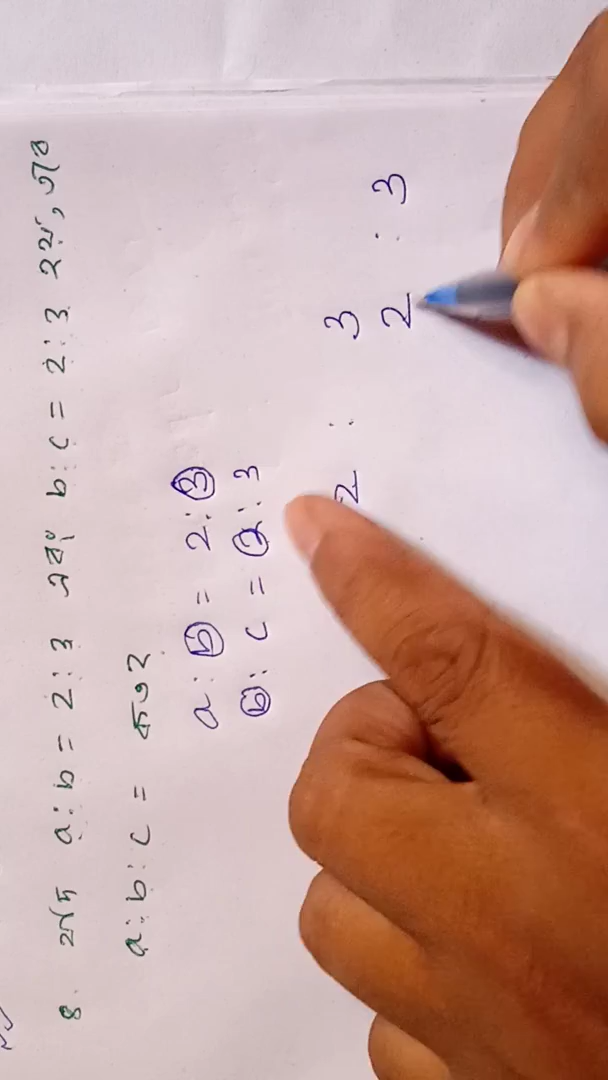 ৪. যদি a:b = 2:3 এবং b:c = 2:3 হয়, তবে
a:b:c = কত?
a:b = 2:3
b:c = 2:3
2 : 3
2 : 3